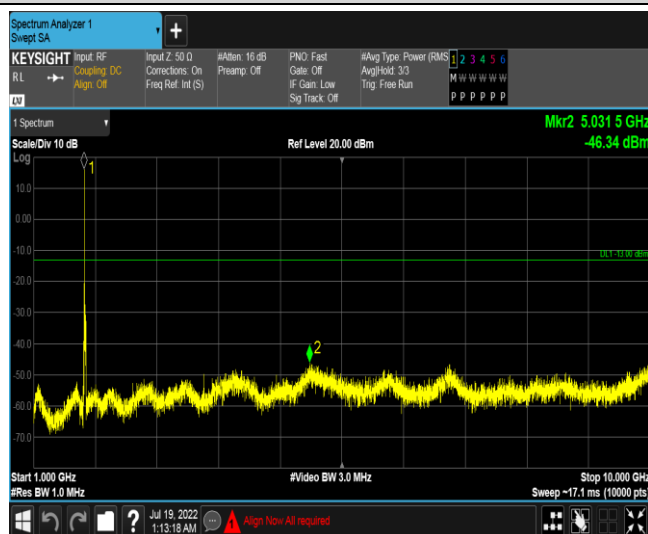 Spectrum Analyzer 1
Swept SA
KEYSIGHT
RL
LXI
Input: RF
Coupling: DC
Align: Off
Input Z: 50 Ω
Corrections: On
Freq Ref: Int (S)
#Atten: 16 dB
Preamp: Off
PNO: Fast
Gate: Off
IF Gain: Low
Sig Track: Off
#Avg Type: Power (RMS
Avg|Hold: 3/3
Trig: Free Run
1 2 3 4 5 6
M W W W W W
P P P P P P
1 Spectrum
Mkr2 5.031 5 GHz
Scale/Div 10 dB
Ref Level 20.00 dBm
-46.34 dBm
Log
1
10.0
0.00
-10.0
DL1 -13.00 dBm
-20.0
-30.0
-40.0
2
-50.0
-60.0
-70.0
Start 1.000 GHz
#Video BW 3.0 MHz
Stop 10.000 GHz
#Res BW 1.0 MHz
Sweep ~17.1 ms (10000 pts)
?
Jul 19, 2022
1:13:18 AM
Align Now All required